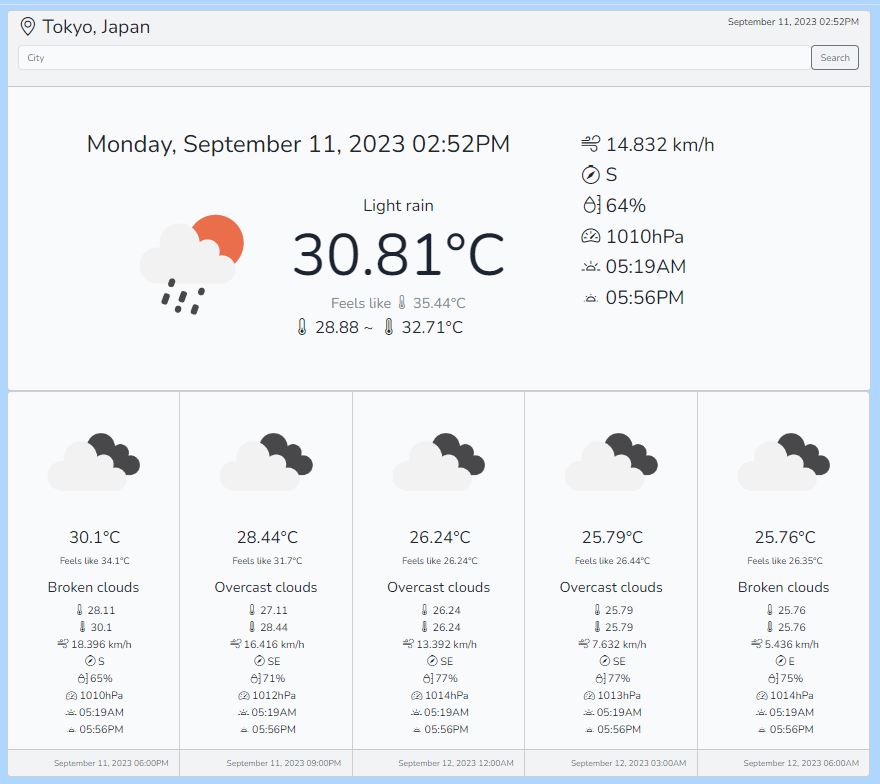 Tokyo, Japan
September 11, 2023 02:52PM
City
Search
Monday, September 11, 2023 02:52PM
Light rain
30.81°C
Feels like 35.44°C
28.88 ~ 32.71°C
14.832 km/h
S
64%
1010hPa
05:19AM
05:56PM
30.1°C
Feels like 34.1°C
Broken clouds
28.11
30.1
18.396 km/h
S
65%
1010hPa
05:19AM
05:56PM
September 11, 2023 06:00PM
28.44°C
Feels like 31.7°C
Overcast clouds
27.11
28.44
16.416 km/h
SE
71%
1012hPa
05:19AM
05:56PM
September 11, 2023 09:00PM
26.24°C
Feels like 26.24°C
Overcast clouds
26.24
26.24
13.392 km/h
SE
77%
1014hPa
05:19AM
05:56PM
September 12, 2023 12:00AM
25.79°C
Feels like 26.44°C
Overcast clouds
25.79
25.79
7.632 km/h
SE
77%
1013hPa
05:19AM
05:56PM
September 12, 2023 03:00AM
25.76°C
Feels like 26.35°C
Broken clouds
25.76
25.76
5.436 km/h
E
75%
1014hPa
05:19AM
05:56PM
September 12, 2023 06:00AM